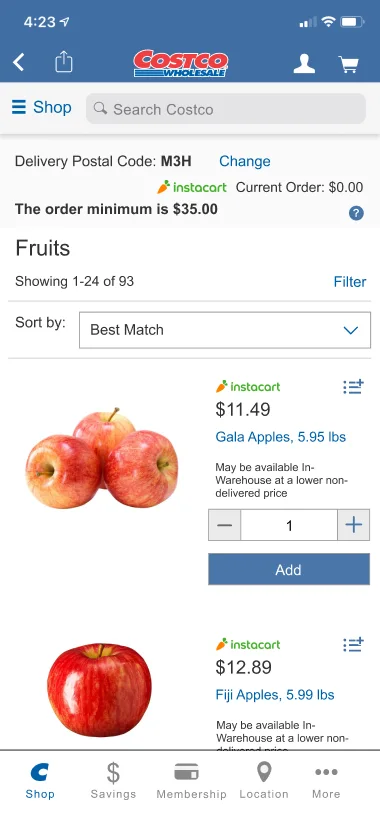 4:23
COSTCO
WHOLESALE
Shop
Search Costco
Delivery Postal Code: M3H Change
instacart Current Order: $0.00
The order minimum is $35.00
?
Fruits
Showing 1-24 of 93
Filter
Sort by:
Best Match
instacart
$11.49
Gala Apples, 5.95 lbs
May be available In-
Warehouse at a lower non-
delivered price
1
Add
instacart
$12.89
Fiji Apples, 5.99 lbs
May be available In-
Warehouse at a lower non-
delivered price
Shop Savings Membership Location More